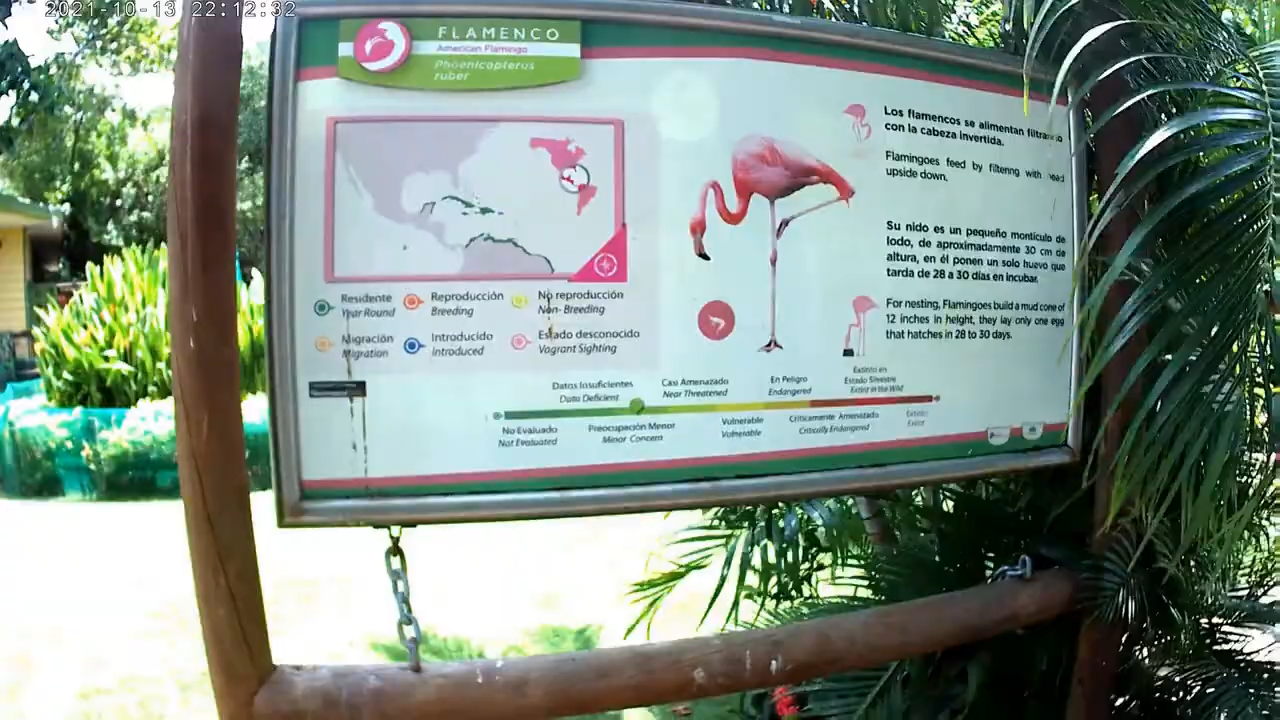 2021-10-13 22:12:32
FLAMENCO
American Flamingo
Phoenicopterus
ruber
Los flamencos se alimentan
con la cabeza invertida.
Flamingoes feed by filtering with head
upside down.
Su nido es un pequeño montículo de
lodo, de aproximadamente 30 cm de
altura, en él ponen un solo huevo que
tarda de 28 a 30 días en incubar.
For nesting, Flamingoes build a mud cone of
12 inches in height, they lay only one egg
that hatches in 28 to 30 days.
Residente
Year Round
Reproducción
Breeding
No reproducción
Non-Breeding
Migración
Migration
Introducido
Introduced
Estado desconocido
Vagrant Sighting
Datos Insuficientes
Data Deficient
Casi Amenazado
Near Threatened
En Peligro
Endangered
Extinto en
Estado Silvestre
Extinct in the Wild
No Evaluado
Not Evaluated
Preocupación Menor
Minor Concern
Vulnerable
Vulnerable
Críticamente Amenazado
Critically Endangered
Extinto
Extinct